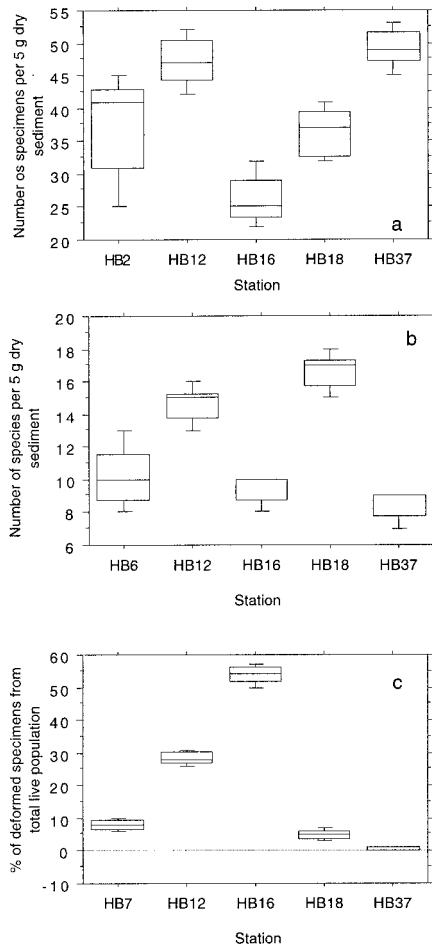 Number os specimens per 5 g dry
sediment
55
50
45
40
35
30
25
20
a
HB2 HB12 HB16 HB18 HB37
Station
Number of species per 5 g dry
sediment
20
18
16
14
12
10
8
6
b
HB6 HB12 HB16 HB18 HB37
Station
% of deformed specimens from
total live population
60
50
40
30
20
10
0
-10
c
HB7 HB12 HB16 HB18 HB37
Station